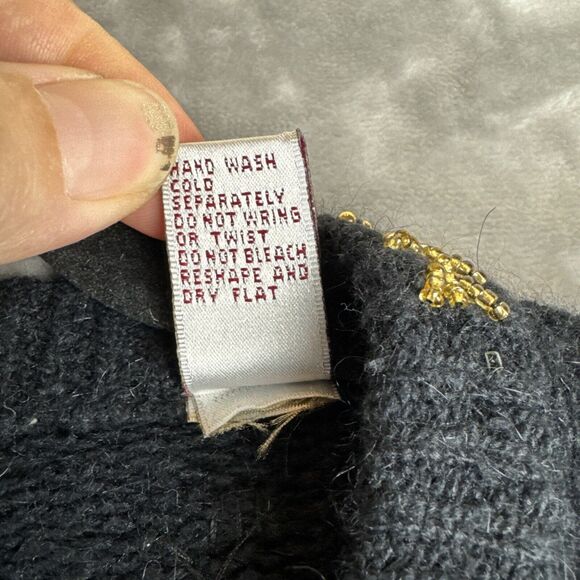 HAND WASH
COLD
SEPARATELY
DO NOT WRING
OR TWIST
DO NOT BLEACH
RESHAPE AND
DRY FLAT